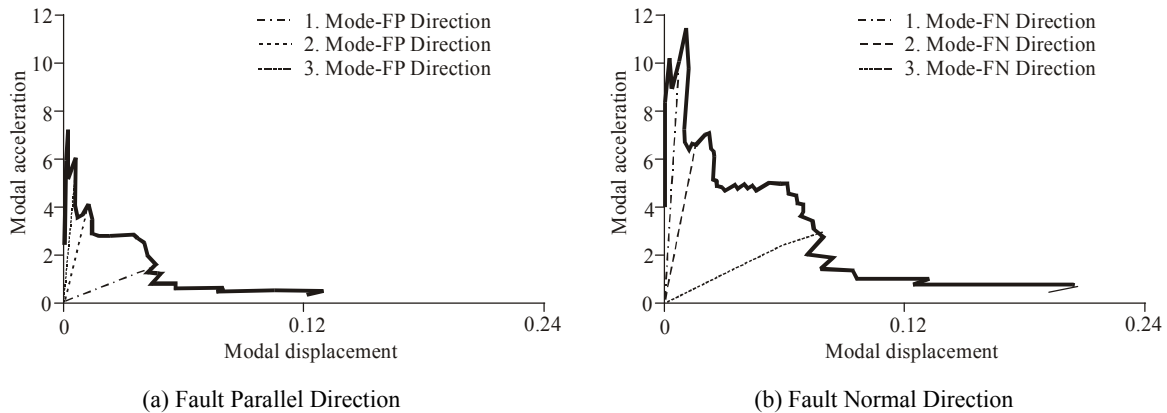 12
10
8
6
4
2
0
Modal acceleration
1. Mode-FP Direction
2. Mode-FP Direction
3. Mode-FP Direction
0
0.12
0.24
Modal displacement
(a) Fault Parallel Direction
12
10
8
6
4
2
0
Modal acceleration
1. Mode-FN Direction
2. Mode-FN Direction
3. Mode-FN Direction
0
0.12
0.24
Modal displacement
(b) Fault Normal Direction